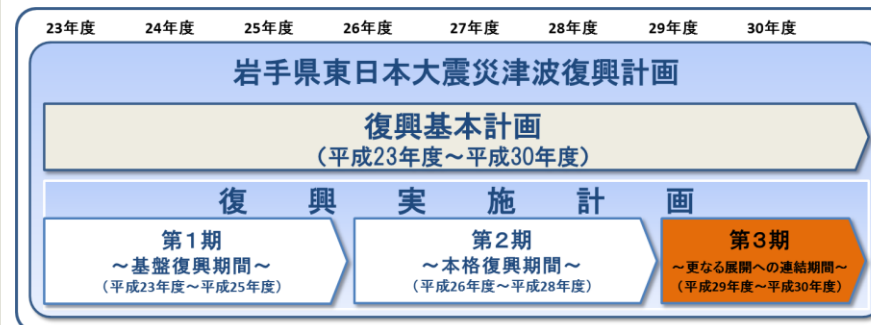 23年度 24年度 25年度 26年度 27年度 28年度 29年度 30年度
岩手県東日本大震災津波復興計画
復興基本計画
(平成23年度～平成30年度)
復興実施計画
第1期
～基盤復興期間～
(平成23年度～平成25年度)
第2期
～本格復興期間～
(平成26年度～平成28年度)
第3期
～更なる展開への連結期間～
(平成29年度～平成30年度)